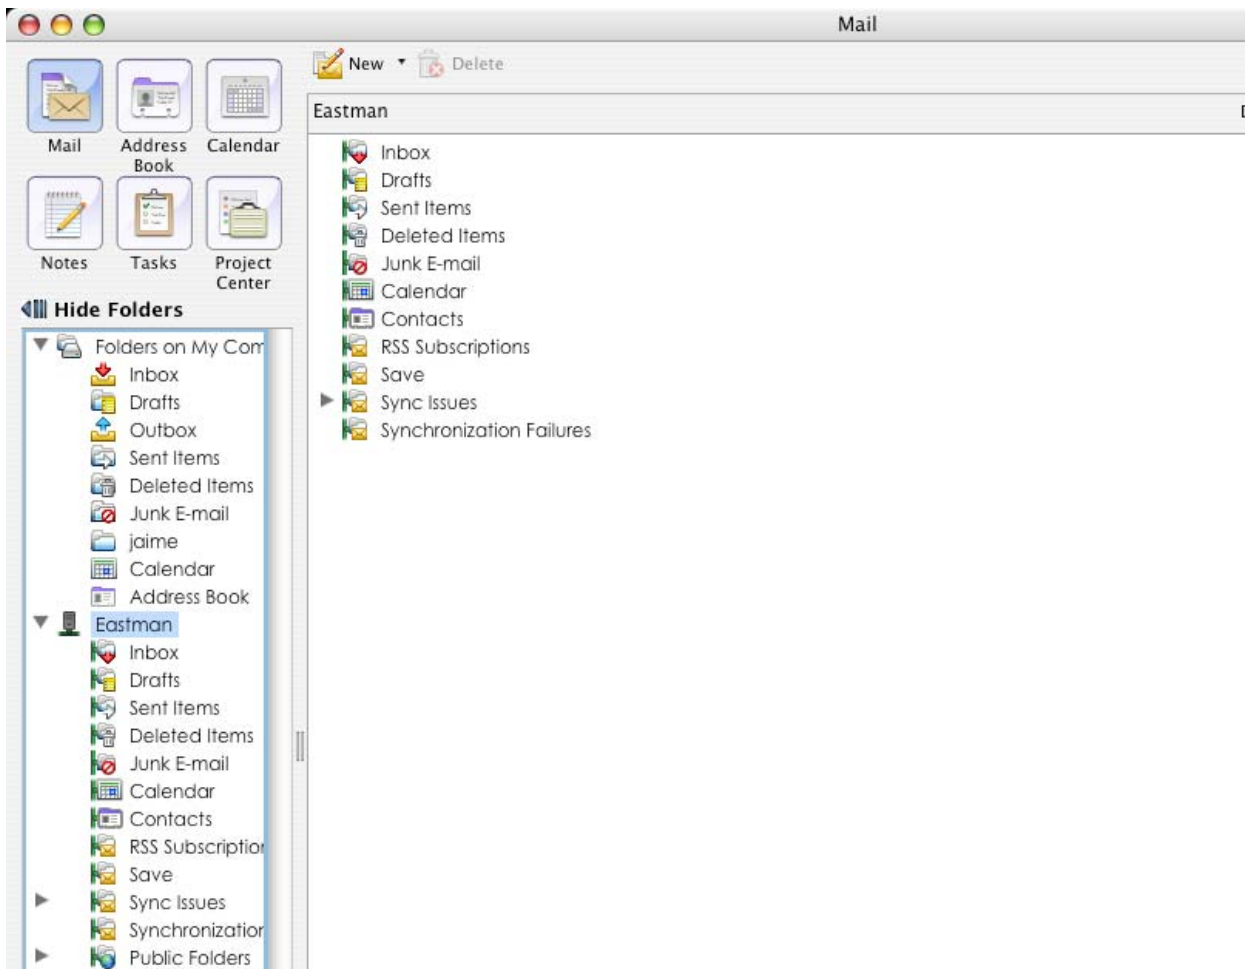 Mail
New
Delete
Mail
Address
Book
Calendar
Notes
Tasks
Project
Center
Hide Folders
Folders on My Com
Inbox
Drafts
Outbox
Sent Items
Deleted Items
Junk E-mail
jaime
Calendar
Address Book
Eastman
Inbox
Drafts
Sent Items
Deleted Items
Junk E-mail
Calendar
Contacts
RSS Subscription
Save
Sync Issues
Synchronization
Public Folders
Eastman
Inbox
Drafts
Sent Items
Deleted Items
Junk E-mail
Calendar
Contacts
RSS Subscriptions
Save
Sync Issues
Synchronization Failures